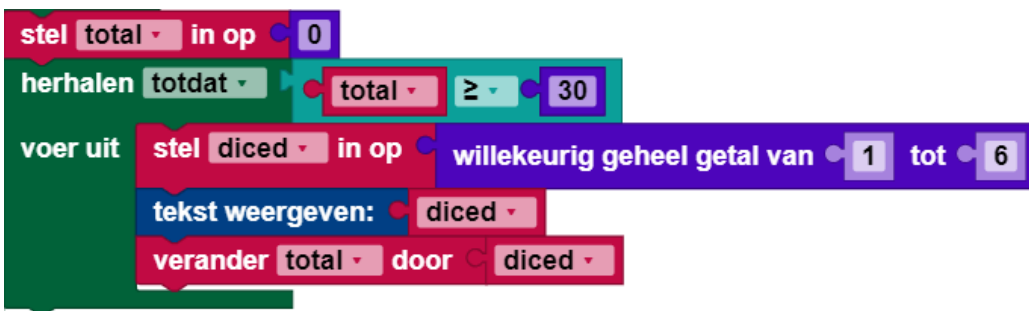 stel total in op 0
herhalen totdat total ≥ 30
voer uit stel diced in op willekeurig geheel getal van 1 tot 6
tekst weergeven: diced
verander total door diced